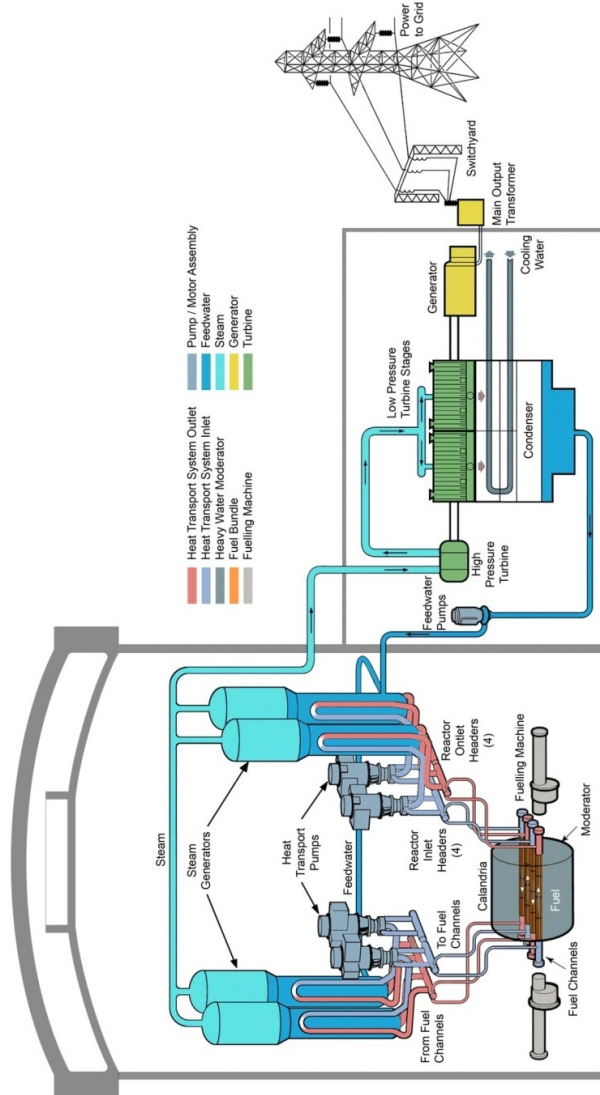 Heat Transport System Outlet
Heat Transport System Inlet
Heavy Water Moderator
Fuel Bundle
Fuelling Machine
Pump / Motor Assembly
Feedwater
Steam
Generator
Turbine
Steam
Steam
Generators
Heat
Transport
Pumps
Feedwater
From Fuel
Channels
To Fuel
Channels
Reactor
Inlet
Headers
(4)
Reactor
Ontlet
Headers
(4)
Calandria
Fuelling Machine
Fuel
Fuel Channels
Moderator
Feedwater
Pumps
High
Pressure
Turbine
Low Pressure
Turbine Stages
Condenser
Generator
Cooling
Water
Main Output
Transformer
Switchyard
Power
to Grid